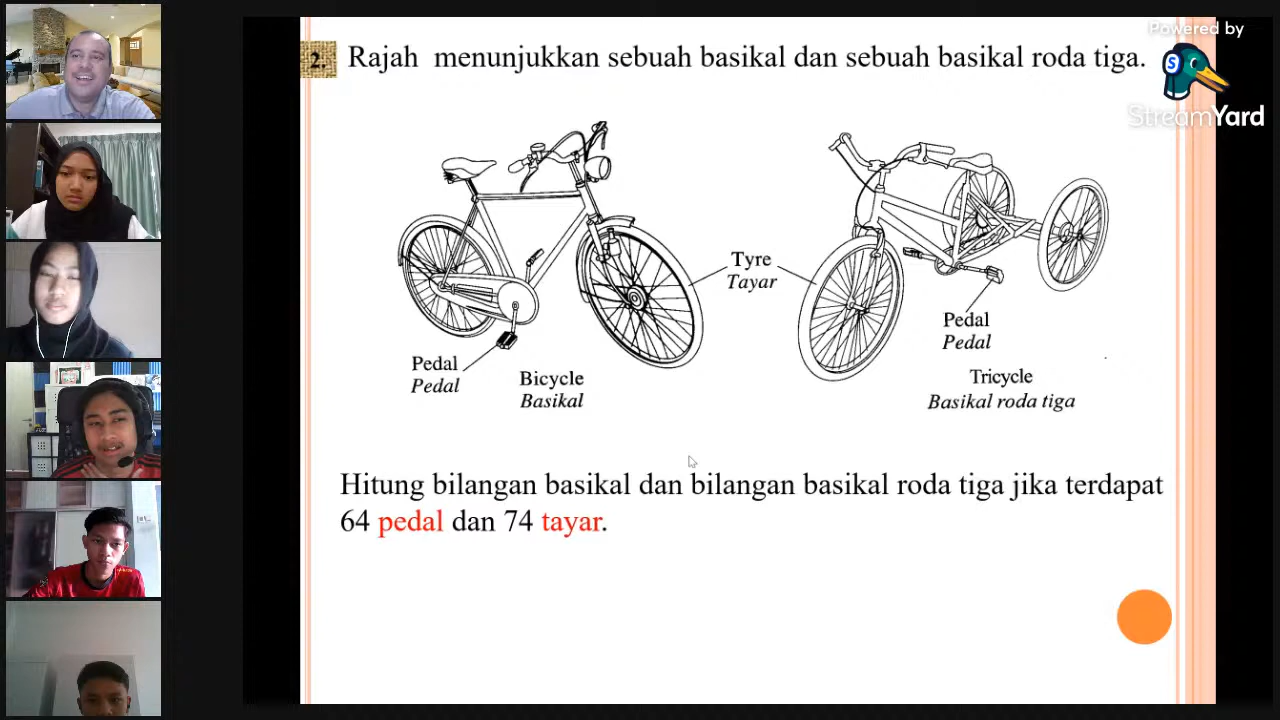 Powered by
StreamYard
2. Rajah menunjukkan sebuah basikal dan sebuah basikal roda tiga.
Tyre
Tayar
Pedal
Pedal
Bicycle
Basikal
Pedal
Pedal
Tricycle
Basikal roda tiga
Hitung bilangan basikal dan bilangan basikal roda tiga jika terdapat
64 pedal dan 74 tayar.